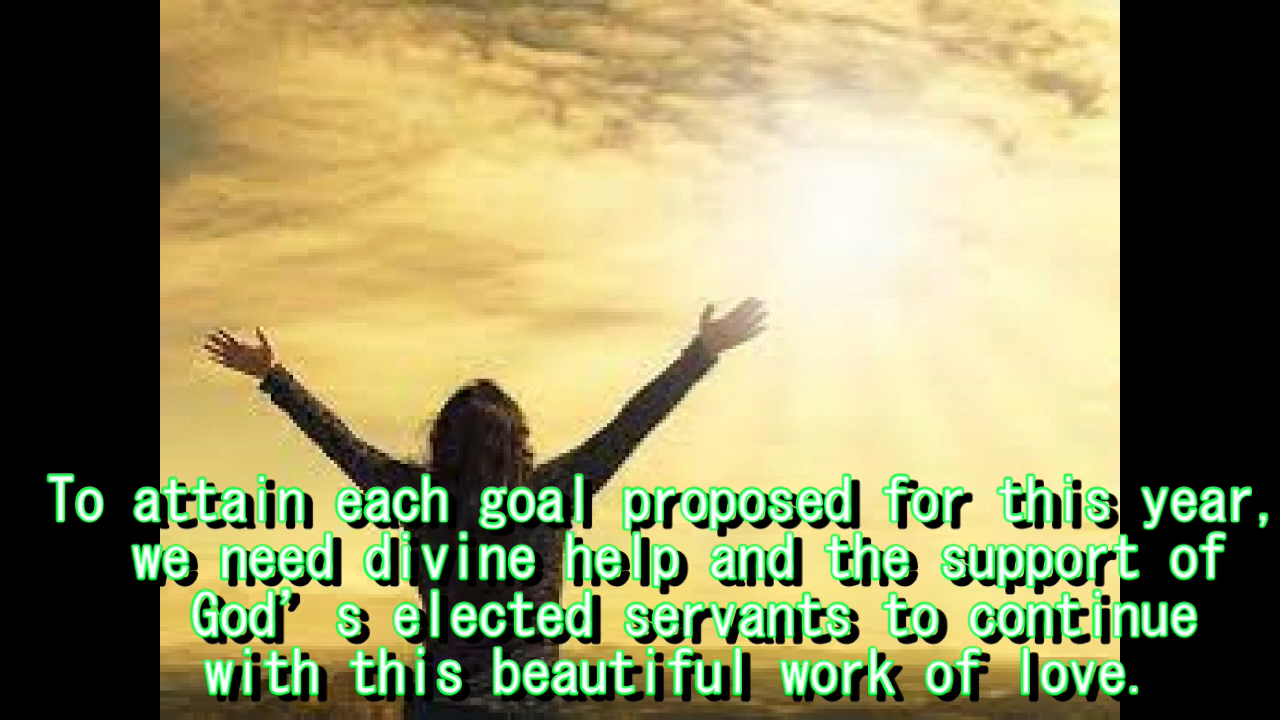 To attain each goal proposed for this year,
we need divine help and the support of
God’s elected servants to continue
with this beautiful work of love.